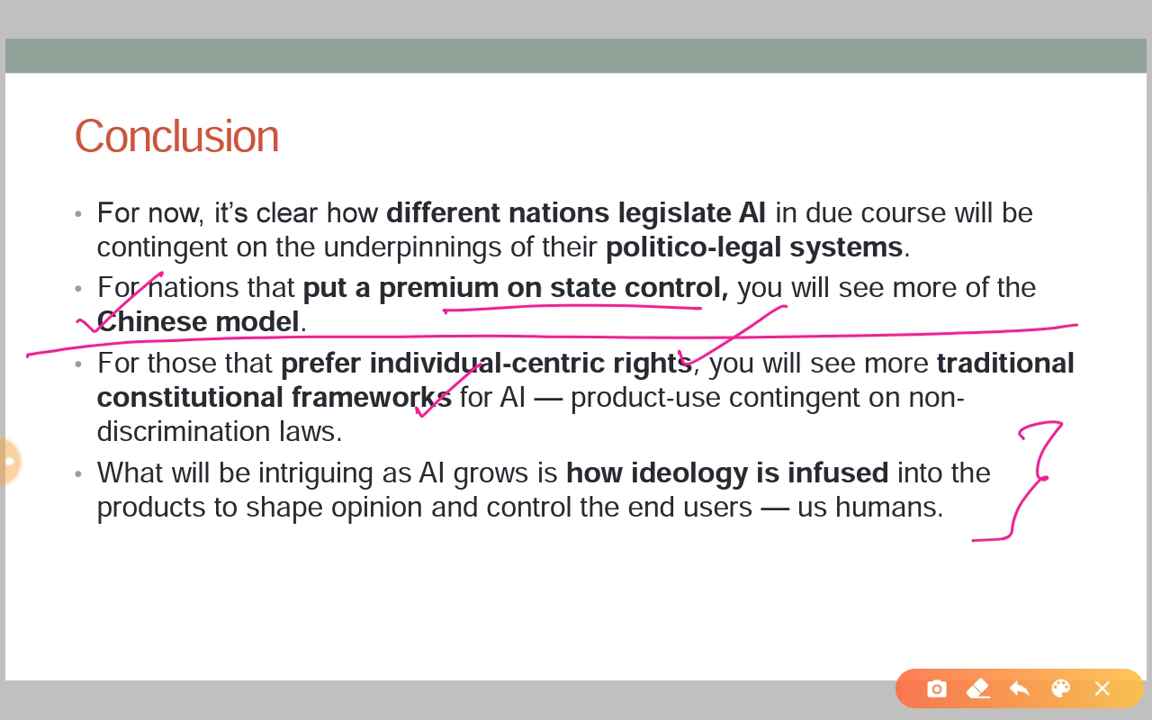 Conclusion
• For now, it’s clear how different nations legislate AI in due course will be
contingent on the underpinnings of their politico-legal systems.
• For nations that put a premium on state control, you will see more of the
Chinese model.
• For those that prefer individual-centric rights, you will see more traditional
constitutional frameworks for AI — product-use contingent on non-
discrimination laws.
• What will be intriguing as AI grows is how ideology is infused into the
products to shape opinion and control the end users — us humans.